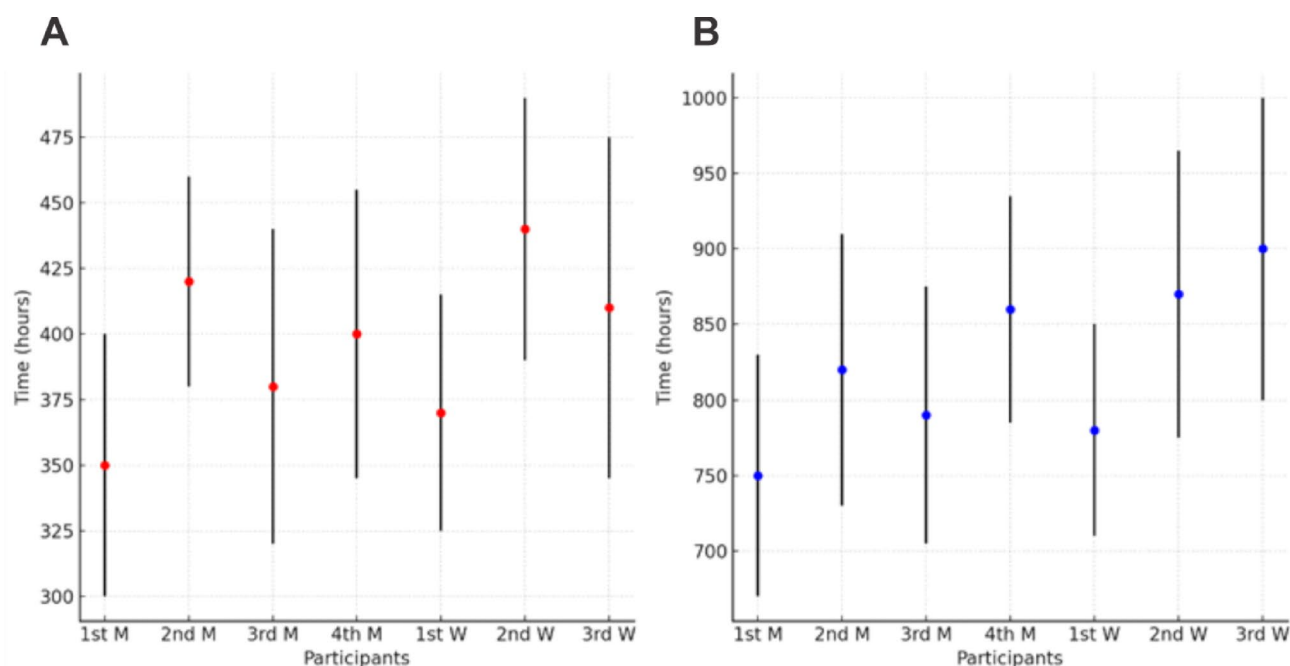 A
B
475
450
425
400
375
350
325
300
Time (hours)
1st M 2nd M 3rd M 4th M 1st W 2nd W 3rd W
Participants
1000
950
900
850
800
750
700
Time (hours)
1st M 2nd M 3rd M 4th M 1st W 2nd W 3rd W
Participants